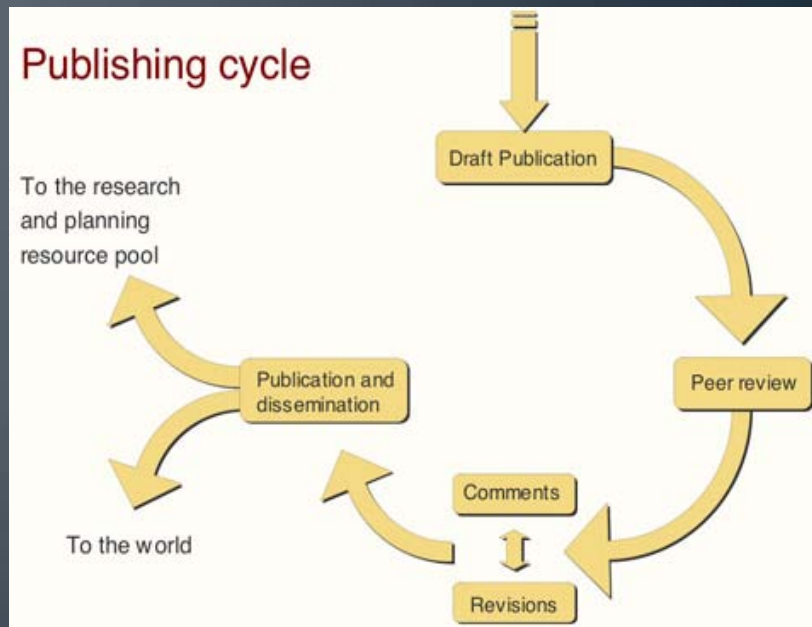 Publishing cycle
Draft Publication
To the research
and planning
resource pool
Peer review
Publication and
dissemination
Comments
To the world
Revisions